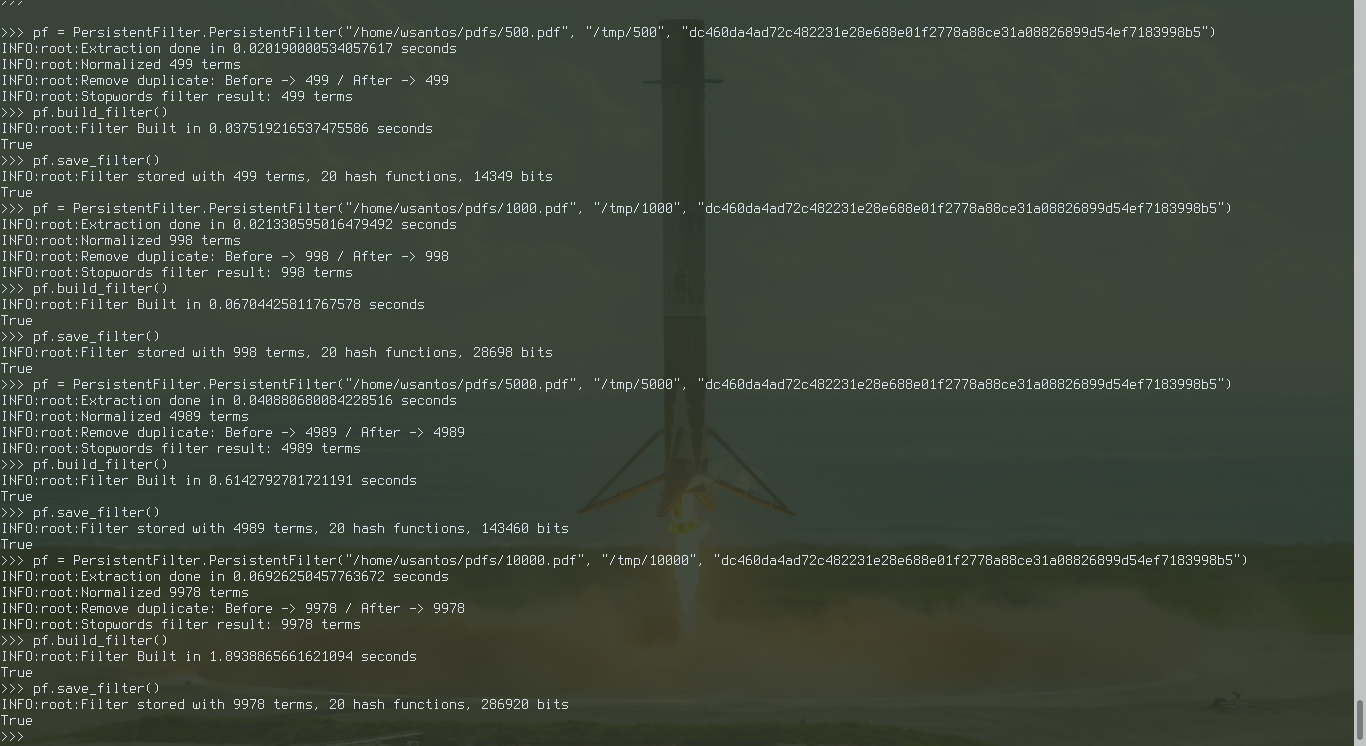 >>>
>>> pf = PersistentFilter.PersistentFilter("/home/wsantos/pdfs/500.pdf", "/tmp/500", "dc460da4ad72c482231e28e688e01f2778a88ce31a08826899d54ef7183998b5")
INFO:root:Extraction done in 0.020190000534057617 seconds
INFO:root:Normalized 499 terms
INFO:root:Remove duplicate: Before -> 499 / After -> 499
INFO:root:Stopwords filter result: 499 terms
>>> pf.build_filter()
INFO:root:Filter Built in 0.037519216537475586 seconds
True
>>> pf.save_filter()
INFO:root:Filter stored with 499 terms, 20 hash functions, 14349 bits
True
>>> pf = PersistentFilter.PersistentFilter("/home/wsantos/pdfs/1000.pdf", "/tmp/1000", "dc460da4ad72c482231e28e688e01f2778a88ce31a08826899d54ef7183998b5")
INFO:root:Extraction done in 0.021330595016479492 seconds
INFO:root:Normalized 998 terms
INFO:root:Remove duplicate: Before -> 998 / After -> 998
INFO:root:Stopwords filter result: 998 terms
>>> pf.build_filter()
INFO:root:Filter Built in 0.06704425811767578 seconds
True
>>> pf.save_filter()
INFO:root:Filter stored with 998 terms, 20 hash functions, 28698 bits
True
>>> pf = PersistentFilter.PersistentFilter("/home/wsantos/pdfs/5000.pdf", "/tmp/5000", "dc460da4ad72c482231e28e688e01f2778a88ce31a08826899d54ef7183998b5")
INFO:root:Extraction done in 0.040880680084228516 seconds
INFO:root:Normalized 4989 terms
INFO:root:Remove duplicate: Before -> 4989 / After -> 4989
INFO:root:Stopwords filter result: 4989 terms
>>> pf.build_filter()
INFO:root:Filter Built in 0.6142792701721191 seconds
True
>>> pf.save_filter()
INFO:root:Filter stored with 4989 terms, 20 hash functions, 143460 bits
True
>>> pf = PersistentFilter.PersistentFilter("/home/wsantos/pdfs/10000.pdf", "/tmp/10000", "dc460da4ad72c482231e28e688e01f2778a88ce31a08826899d54ef7183998b5")
INFO:root:Extraction done in 0.06926250457763672 seconds
INFO:root:Normalized 9978 terms
INFO:root:Remove duplicate: Before -> 9978 / After -> 9978
INFO:root:Stopwords filter result: 9978 terms
>>> pf.build_filter()
INFO:root:Filter Built in 1.8938865661621094 seconds
True
>>> pf.save_filter()
INFO:root:Filter stored with 9978 terms, 20 hash functions, 286920 bits
True
>>>